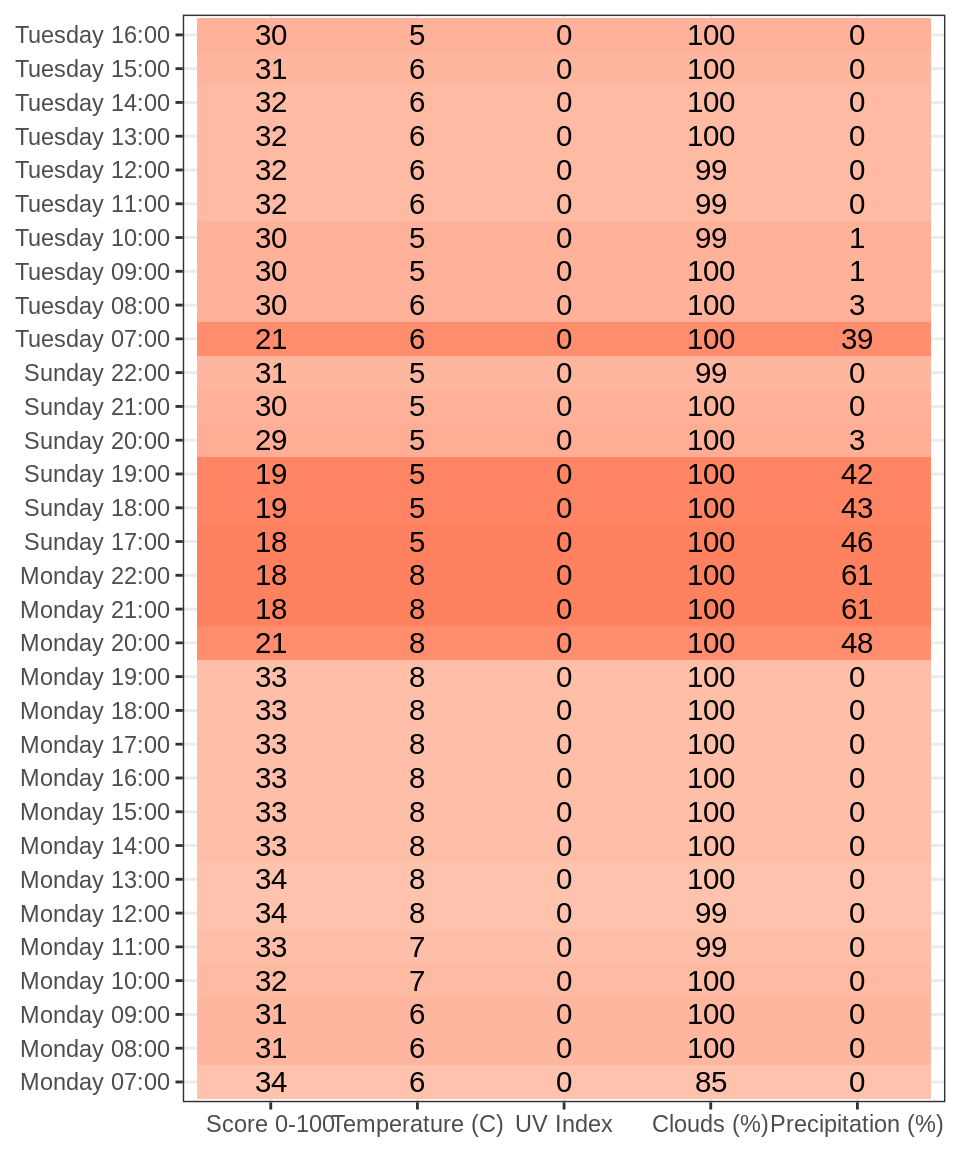 Tuesday 16:00 30 5 0 100 0
Tuesday 15:00 31 6 0 100 0
Tuesday 14:00 32 6 0 100 0
Tuesday 13:00 32 6 0 100 0
Tuesday 12:00 32 6 0 99 0
Tuesday 11:00 32 6 0 99 0
Tuesday 10:00 30 5 0 99 1
Tuesday 09:00 30 5 0 100 1
Tuesday 08:00 30 6 0 100 3
Tuesday 07:00 21 6 0 100 39
Sunday 22:00 31 5 0 99 0
Sunday 21:00 30 5 0 100 0
Sunday 20:00 29 5 0 100 3
Sunday 19:00 19 5 0 100 42
Sunday 18:00 19 5 0 100 43
Sunday 17:00 18 5 0 100 46
Monday 22:00 18 8 0 100 61
Monday 21:00 18 8 0 100 61
Monday 20:00 21 8 0 100 48
Monday 19:00 33 8 0 100 0
Monday 18:00 33 8 0 100 0
Monday 17:00 33 8 0 100 0
Monday 16:00 33 8 0 100 0
Monday 15:00 33 8 0 100 0
Monday 14:00 33 8 0 100 0
Monday 13:00 34 8 0 100 0
Monday 12:00 34 8 0 99 0
Monday 11:00 33 7 0 99 0
Monday 10:00 32 7 0 100 0
Monday 09:00 31 6 0 100 0
Monday 08:00 31 6 0 100 0
Monday 07:00 34 6 0 85 0
Score 0-100 Temperature (C) UV Index Clouds (%) Precipitation (%)